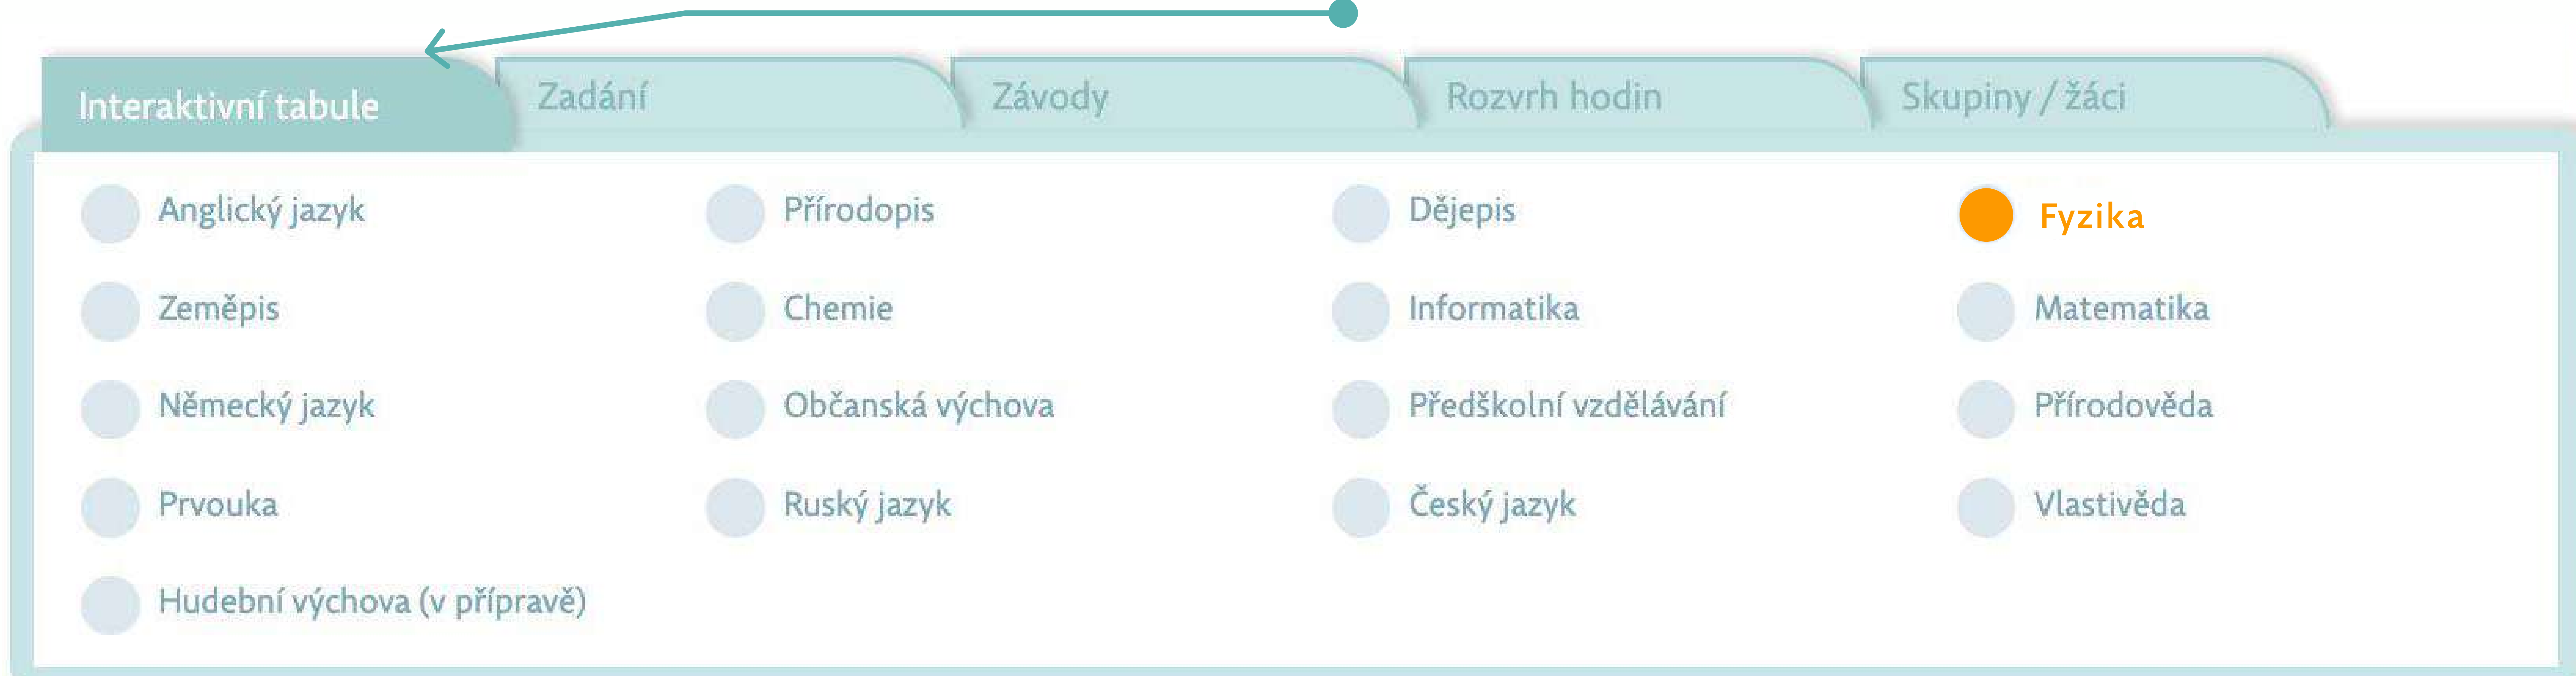 Interaktivní tabule Zadání Závody Rozvrh hodin Skupiny / žáci
Anglický jazyk Přírodopis Dějepis Fyzika
Zeměpis Chemie Informatika Matematika
Německý jazyk Občanská výchova Předškolní vzdělávání Přírodověda
Prvouka Ruský jazyk Český jazyk Vlastivěda
Hudební výchova (v přípravě)